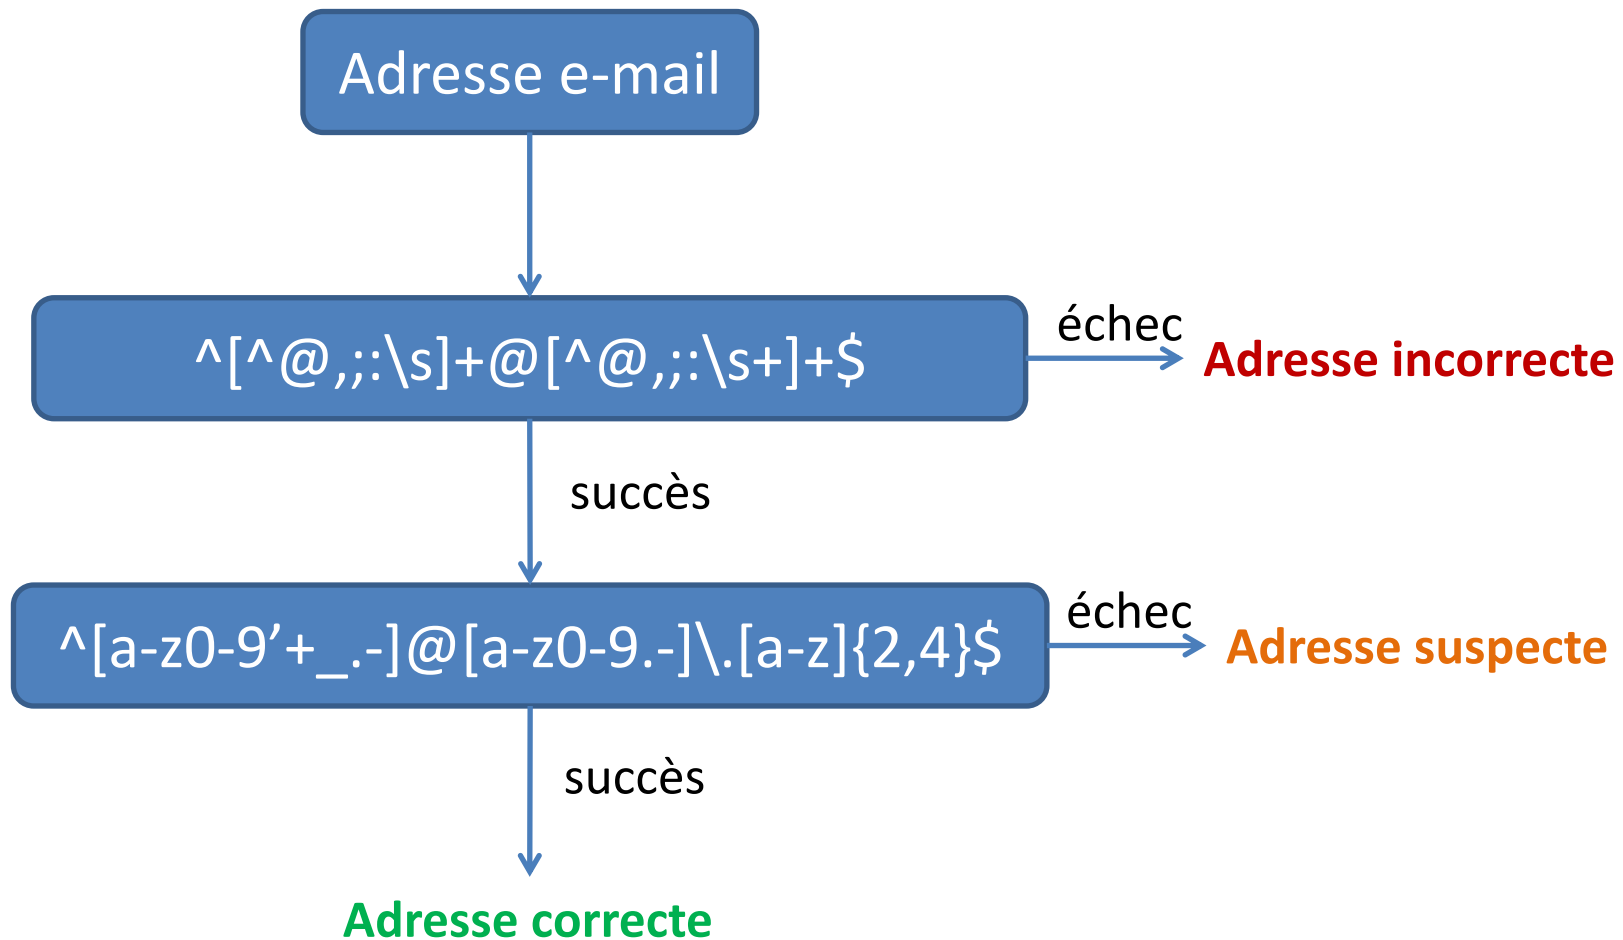 Adresse e-mail
^[^@,;:\s]+@[^@,;:\s+]+$
échec
Adresse incorrecte
succès
^[a-z0-9’+_.-]@[a-z0-9.-]\.[a-z]{2,4}$
échec
Adresse suspecte
succès
Adresse correcte